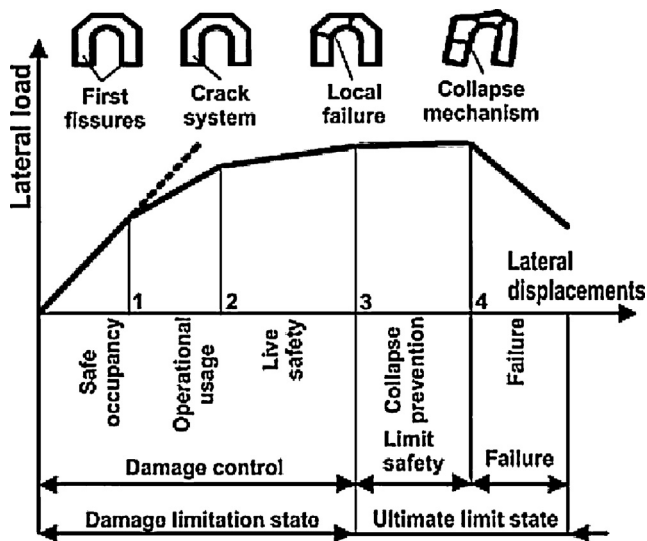 Lateral load
First
fissures
Crack
system
Local
failure
Collapse
mechanism
Lateral
displacements
1
2
3
4
Safe
occupancy
Operational
usage
Live
safety
Collapse
prevention
Failure
Damage control
Limit
safety
Failure
Damage limitation state
Ultimate limit state